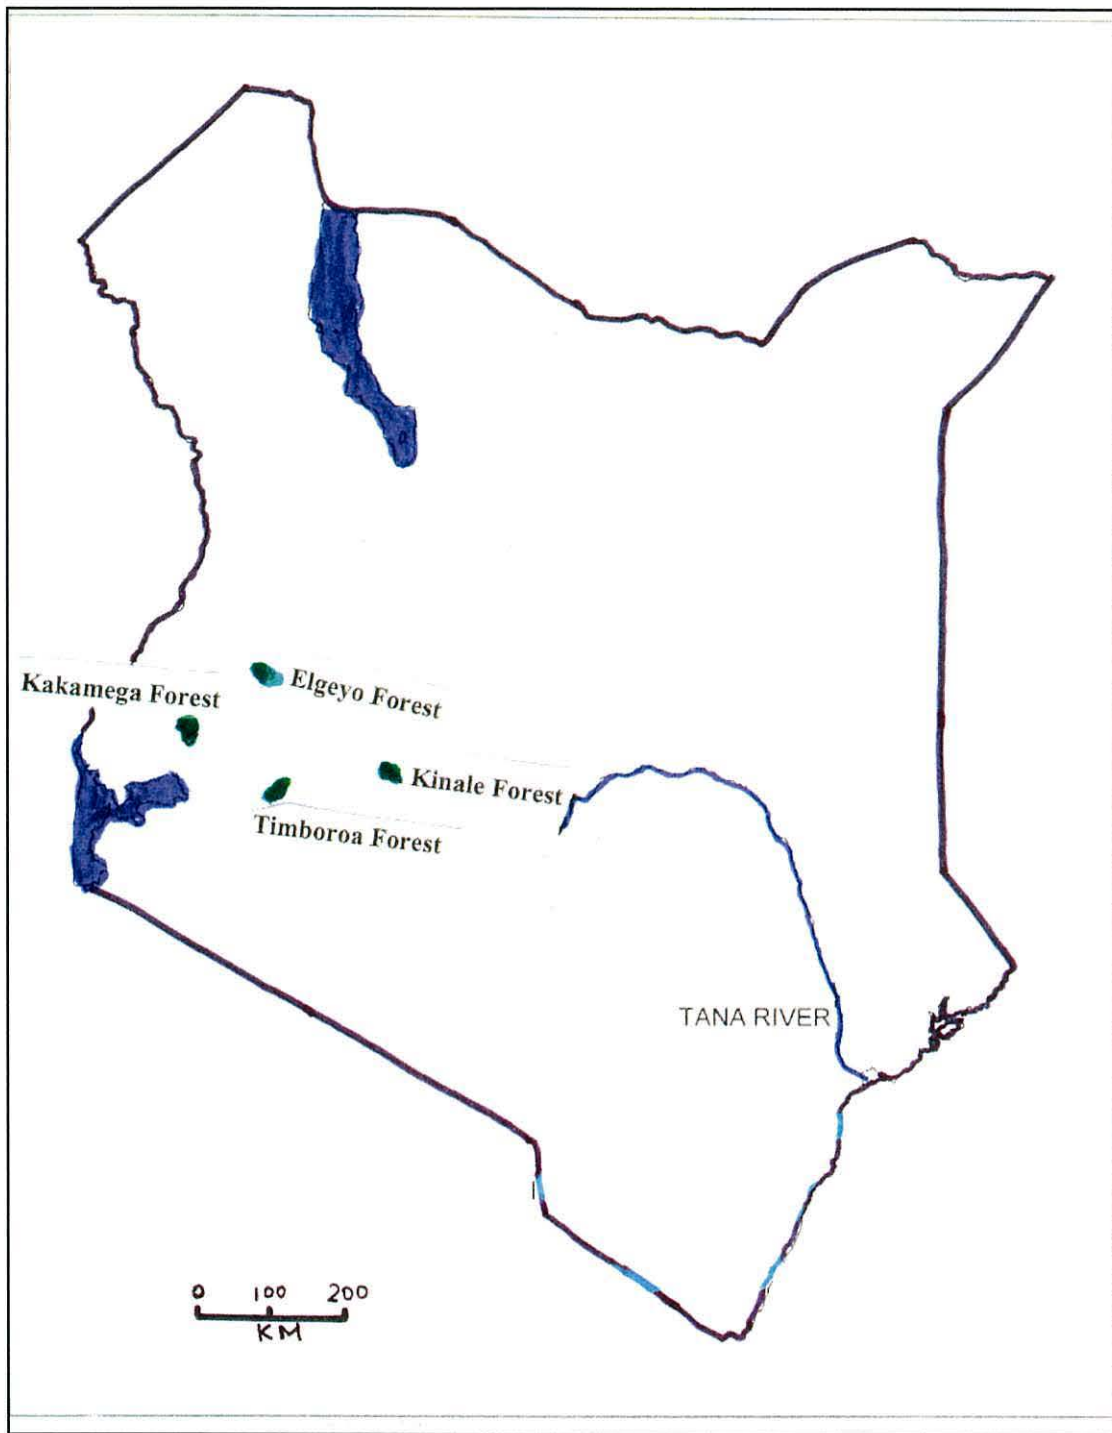 Elgeyo Forest
Kakamega Forest
Kinale Forest
Timboroa Forest
TANA RIVER
0 100 200
KM